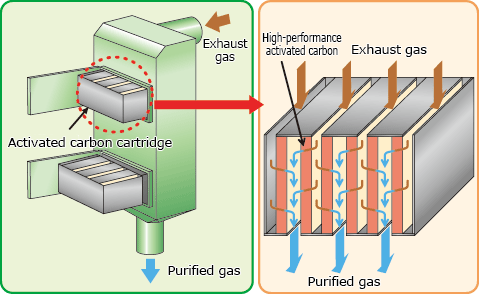 Exhaust
gas
Activated carbon cartridge
Purified gas
High-performance
activated carbon
Exhaust gas
Purified gas